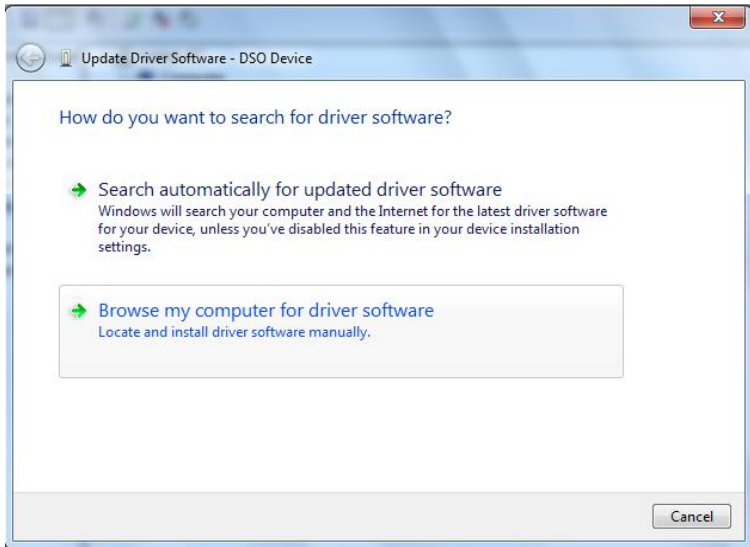 Update Driver Software - DSO Device
How do you want to search for driver software?
Search automatically for updated driver software
Windows will search your computer and the Internet for the latest driver software
for your device, unless you've disabled this feature in your device installation
settings.
Browse my computer for driver software
Locate and install driver software manually.
Cancel